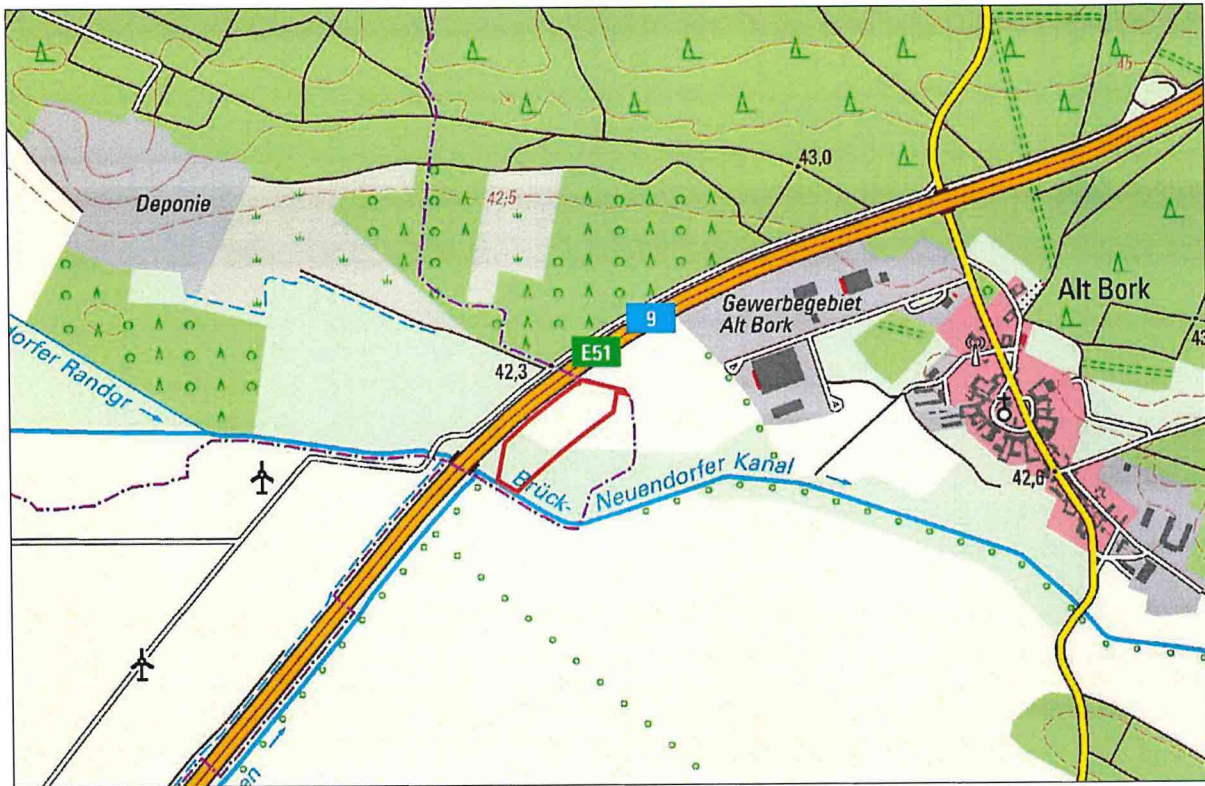 45
43,0
Deponie
42,5
Gewerbegebiet
Alt Bork
Alt Bork
9
E51
42,3
dorfer Randgr
Brück-
Neuendorfer Kanal
42,6
43
en